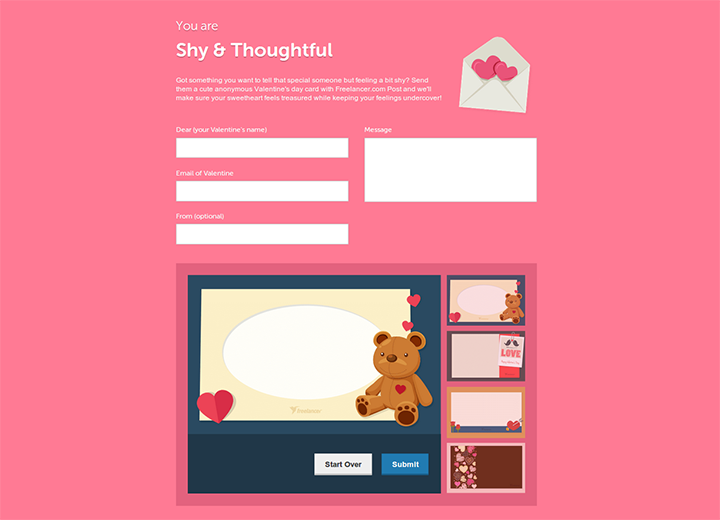 You are
Shy & Thoughtful
Got something you want to tell that special someone but feeling a bit shy? Send
them a cute anonymous Valentine's day card with Freelancer.com Post and we'll
make sure your sweetheart feels treasured while keeping your feelings undercover!
Dear (your Valentine's name)
Message
Email of Valentine
From (optional)
freelancer
LOVE
Start Over
Submit